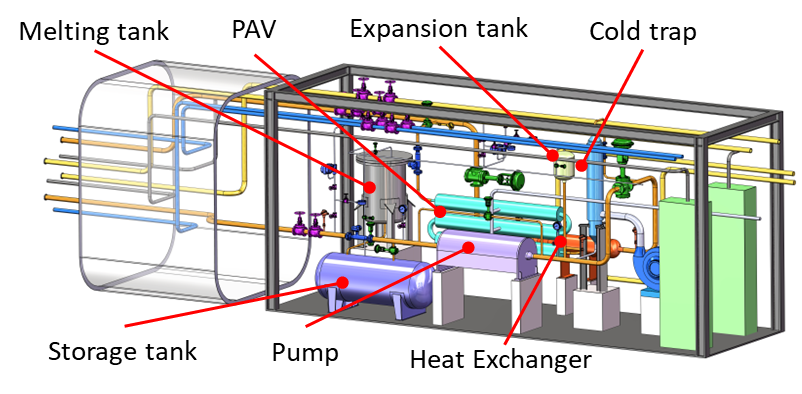 Melting tank
PAV
Expansion tank
Cold trap
Storage tank
Pump
Heat Exchanger